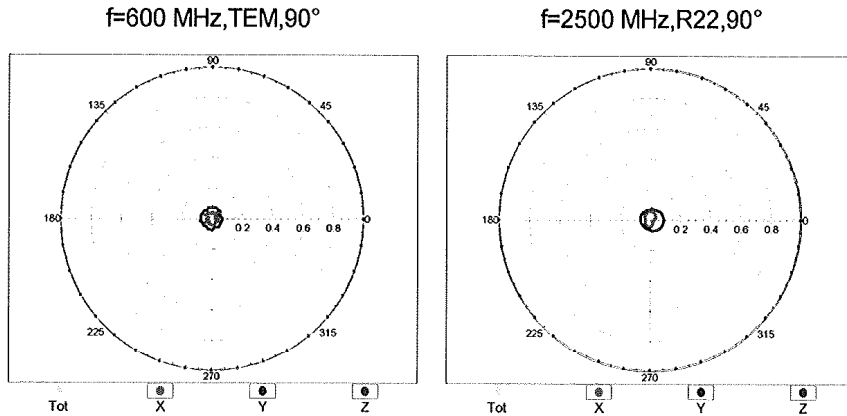 f=600 MHz,TEM,90° f=2500 MHz,R22,90°
90 90
135 45 135 45
180 0.2 0.4 0.6 0.8 0 180 0.2 0.4 0.6 0.8 0
225 315 225 315
270 270
Tot X Y Z Tot X Y Z